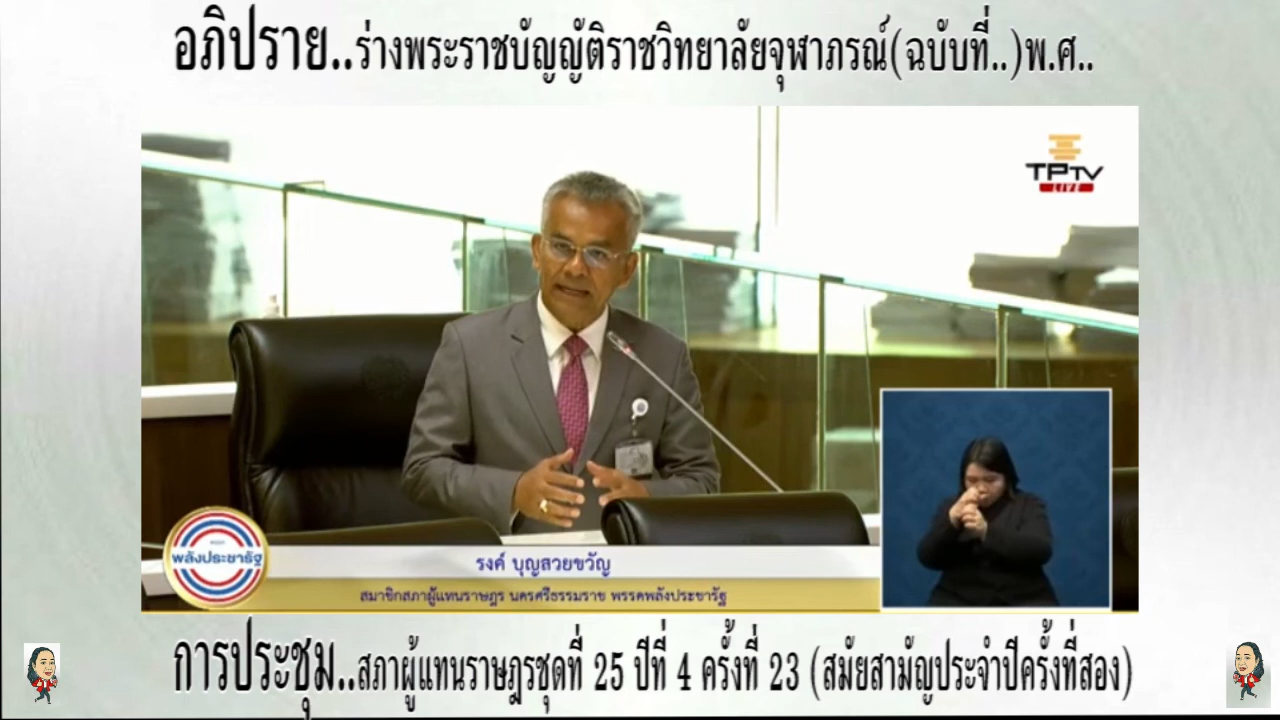 อภิปราย..ร่างพระราชบัญญัติราชวิทยาลัยจุฬาภรณ์(ฉบับที่..)พ.ศ..
TPTV
LIVE
พลังประชารัฐ
รงค์ บุญสวยขวัญ
สมาชิกสภาผู้แทนราษฎร นครศรีธรรมราช พรรคพลังประชารัฐ
การประชุม..สภาผู้แทนราษฎรชุดที่ 25 ปีที่ 4 ครั้งที่ 23 (สมัยสามัญประจำปีครั้งที่สอง)